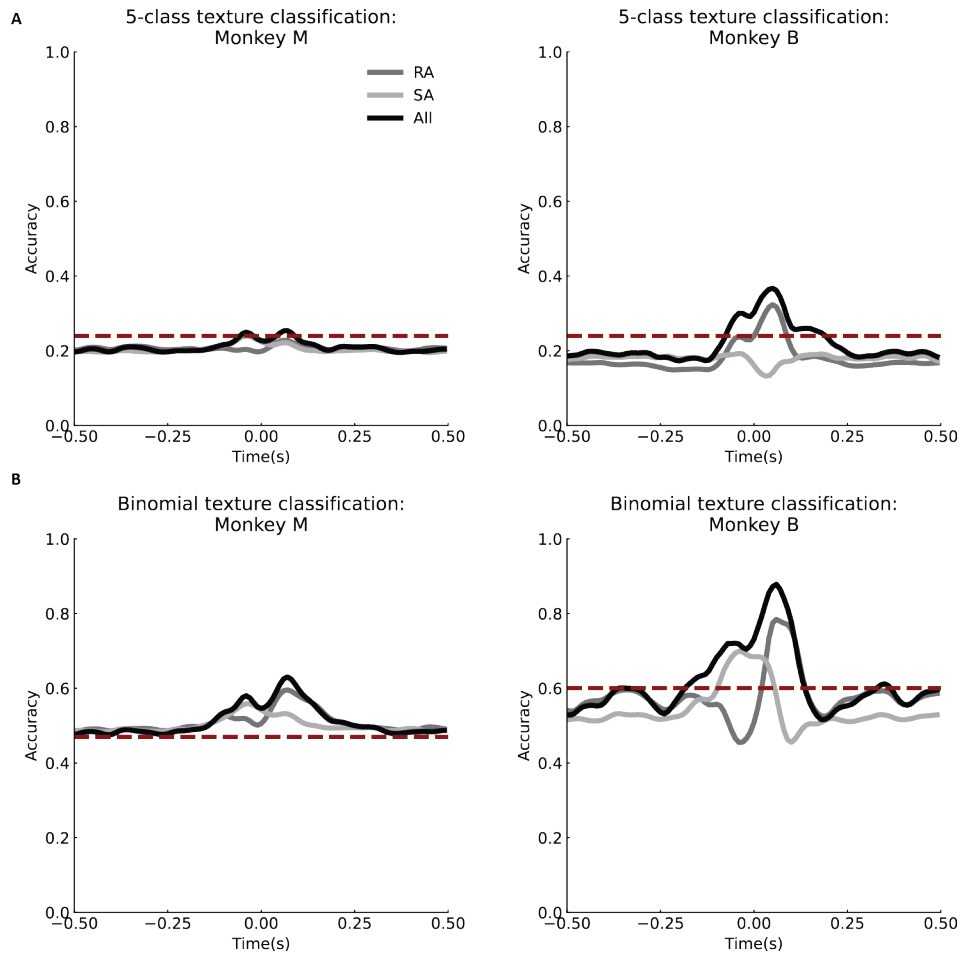 A
5-class texture classification:
Monkey M
1.0
0.8
0.6
0.4
0.2
0.0
Accuracy
RA
SA
All
−0.50
−0.25
0.00
0.25
0.50
Time(s)
5-class texture classification:
Monkey B
1.0
0.8
0.6
0.4
0.2
0.0
Accuracy
−0.50
−0.25
0.00
0.25
0.50
Time(s)
B
Binomial texture classification:
Monkey M
1.0
0.8
0.6
0.4
0.2
0.0
Accuracy
−0.50
−0.25
0.00
0.25
0.50
Time(s)
Binomial texture classification:
Monkey B
1.0
0.8
0.6
0.4
0.2
0.0
Accuracy
−0.50
−0.25
0.00
0.25
0.50
Time(s)